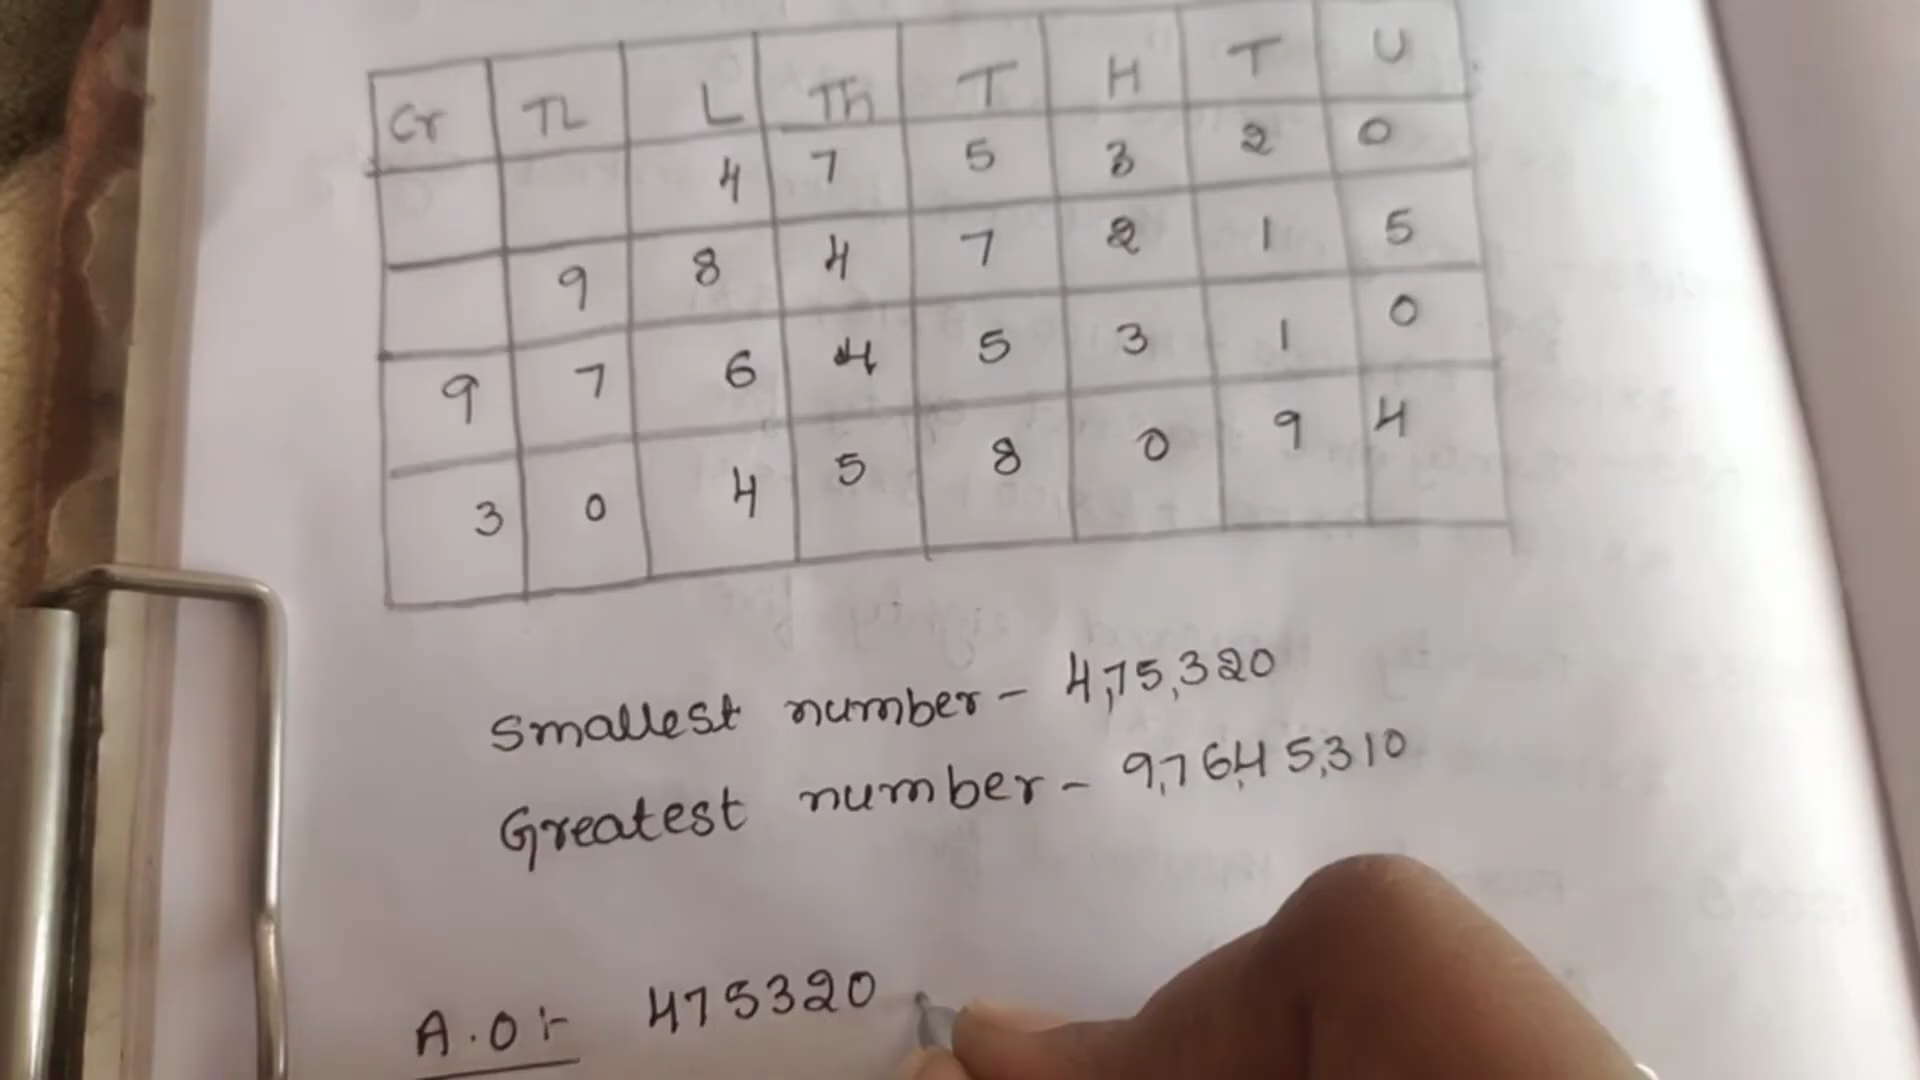 Cr TL L Th T H T U
4 7 5 3 2 0
9 8 4 7 2 1 5
9 7 6 4 5 3 1 0
3 0 4 5 8 0 9 4
Smallest number - 4,75,320
Greatest number - 9,76,45,310
A.O:- 475320